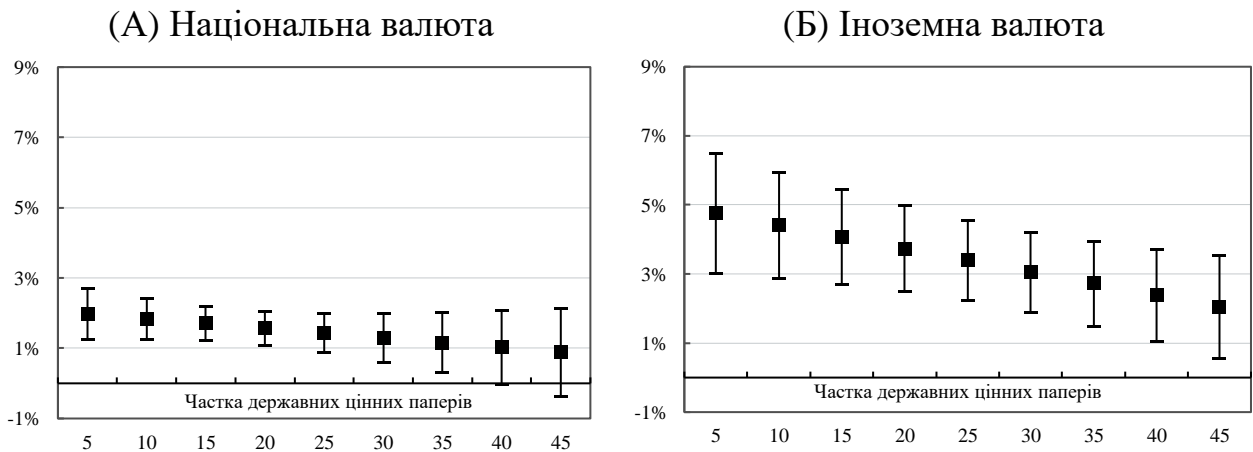 (А) Національна валюта
9%
7%
5%
3%
1%
-1%
Частка державних цінних паперів
5 10 15 20 25 30 35 40 45
(Б) Іноземна валюта
9%
7%
5%
3%
1%
-1%
Частка державних цінних паперів
5 10 15 20 25 30 35 40 45